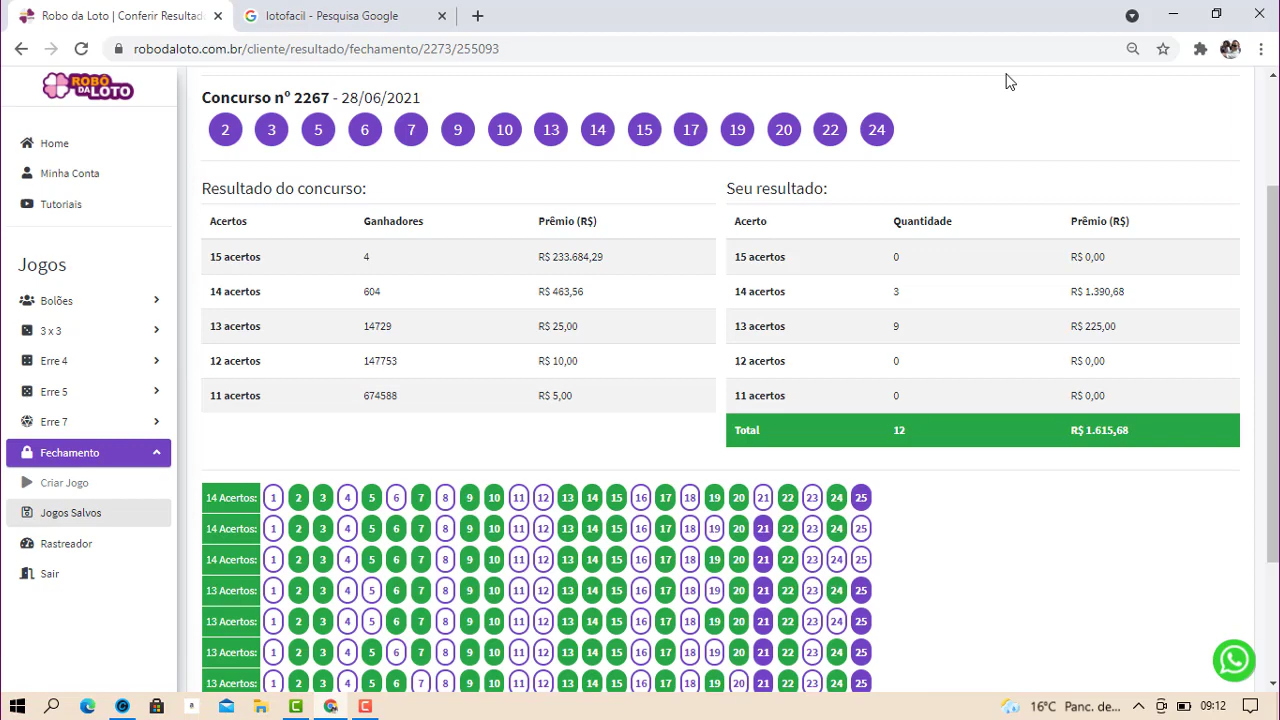 Robo da Loto | Conferir Resultad
lotofacil - Pesquisa Google
robodaloto.com.br/cliente/resultado/fechamento/2273/255093
ROBÔ DA LOTO
Home
Minha Conta
Tutoriais
Jogos
Bolões
3 x 3
Erre 4
Erre 5
Erre 7
Fechamento
Criar Jogo
Jogos Salvos
Rastreador
Sair
Concurso nº 2267 - 28/06/2021
2 3 5 6 7 9 10 13 14 15 17 19 20 22 24
Resultado do concurso:
Acertos Ganhadores Prêmio (R$)
15 acertos 4 R$ 233.684,29
14 acertos 604 R$ 463,56
13 acertos 14729 R$ 25,00
12 acertos 147753 R$ 10,00
11 acertos 674588 R$ 5,00
Seu resultado:
Acerto Quantidade Prêmio (R$)
15 acertos 0 R$ 0,00
14 acertos 3 R$ 1.390,68
13 acertos 9 R$ 225,00
12 acertos 0 R$ 0,00
11 acertos 0 R$ 0,00
Total 12 R$ 1.615,68
14 Acertos: 1 2 3 4 5 6 7 8 9 10 11 12 13 14 15 16 17 18 19 20 21 22 23 24 25
14 Acertos: 1 2 3 4 5 6 7 8 9 10 11 12 13 14 15 16 17 18 19 20 21 22 23 24 25
14 Acertos: 1 2 3 4 5 6 7 8 9 10 11 12 13 14 15 16 17 18 19 20 21 22 23 24 25
13 Acertos: 1 2 3 4 5 6 7 8 9 10 11 12 13 14 15 16 17 18 19 20 21 22 23 24 25
13 Acertos: 1 2 3 4 5 6 7 8 9 10 11 12 13 14 15 16 17 18 19 20 21 22 23 24 25
13 Acertos: 1 2 3 4 5 6 7 8 9 10 11 12 13 14 15 16 17 18 19 20 21 22 23 24 25
13 Acertos: 1 2 3 4 5 6 7 8 9 10 11 12 13 14 15 16 17 18 19 20 21 22 23 24 25
16°C Panc. de... 09:12